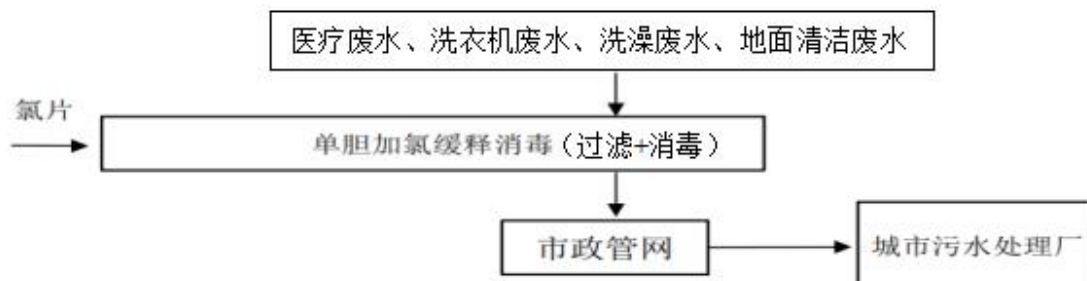 医疗废水、洗衣机废水、洗澡废水、地面清洁废水
氯片
单胆加氯缓释消毒（过滤+消毒）
市政管网
城市污水处理厂